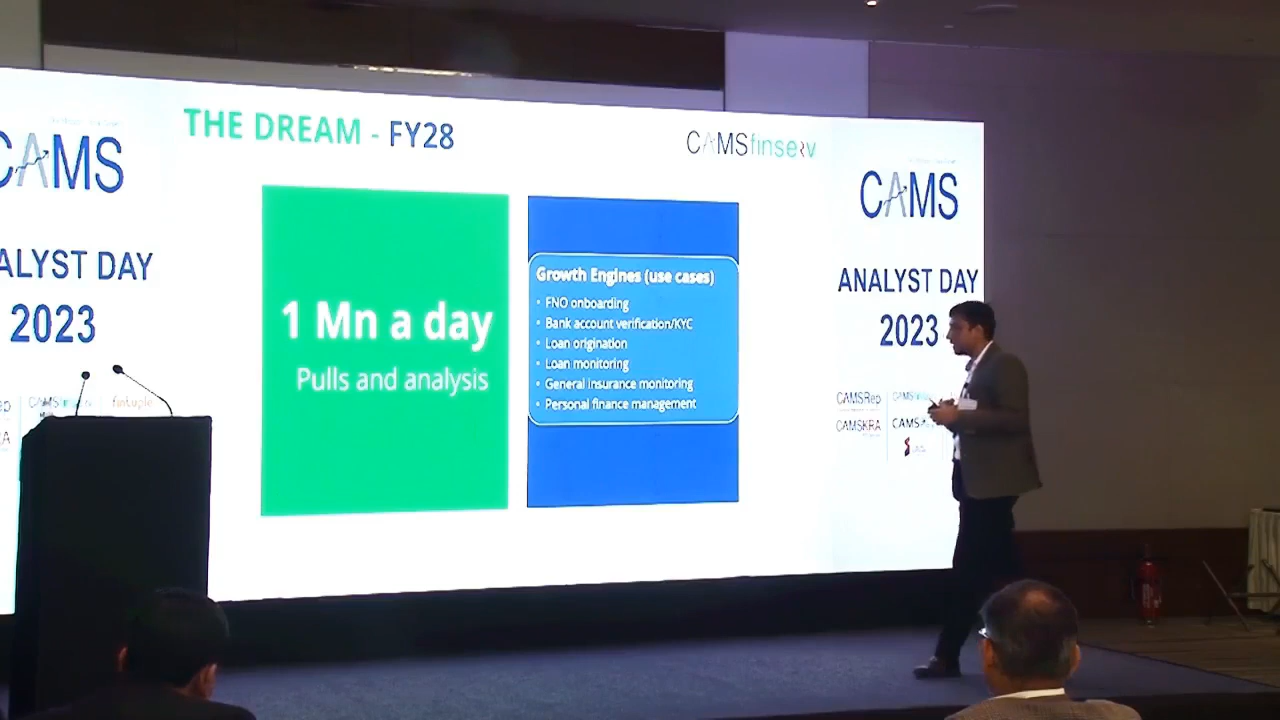 THE DREAM - FY28
CAMSfinserv
CAMS
ALYST DAY
2023
1 Mn a day
Pulls and analysis
Growth Engines (use cases)
• FNO onboarding
• Bank account verification/KYC
• Loan origination
• Loan monitoring
• General insurance monitoring
• Personal finance management
CAMS
ANALYST DAY
2023
CAMSRep
CAMSKRA
fintuple